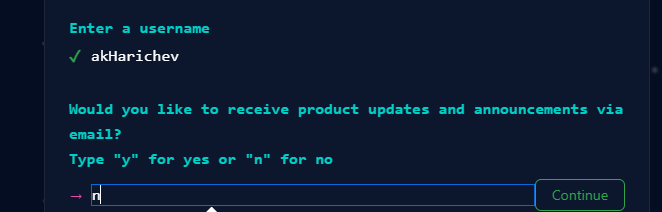 Enter a username
✓ akHarichev
Would you like to receive product updates and announcements via
email?
Type "y" for yes or "n" for no
→ n
Continue